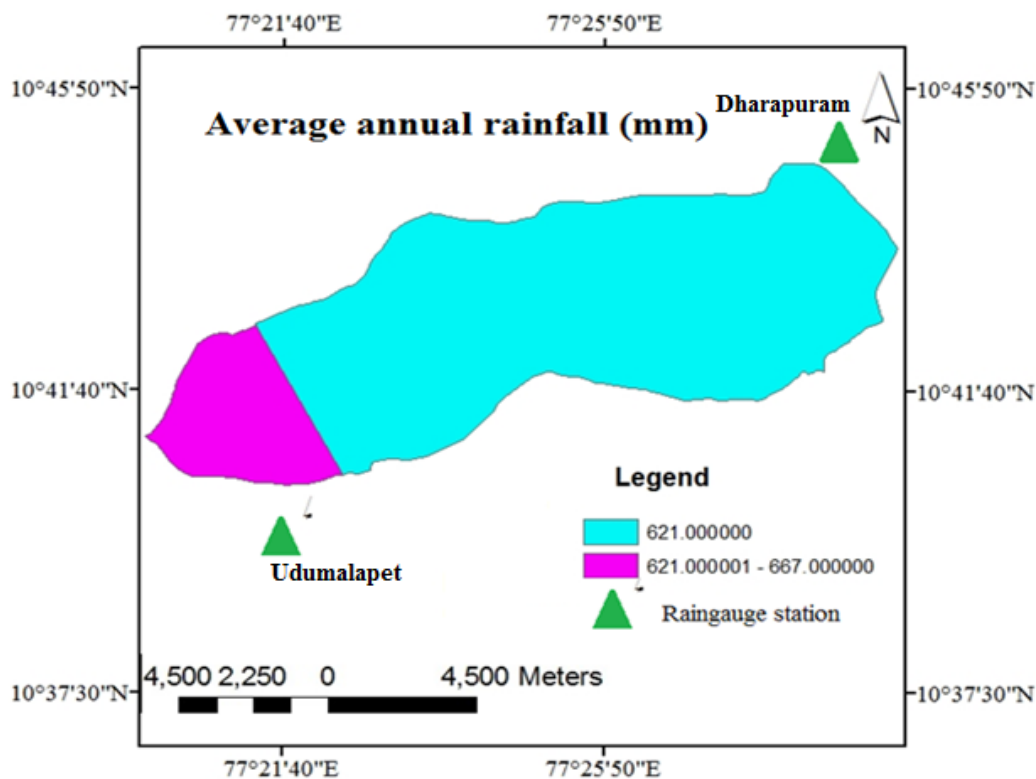 77°21'40"E 77°25'50"E
10°45'50"N 10°45'50"N
Dharapuram
Average annual rainfall (mm)
N
10°41'40"N 10°41'40"N
Legend
621.000000
621.000001 - 667.000000
Raingauge station
Udumalapet
4,500 2,250 0 4,500 Meters
10°37'30"N 10°37'30"N
77°21'40"E 77°25'50"E